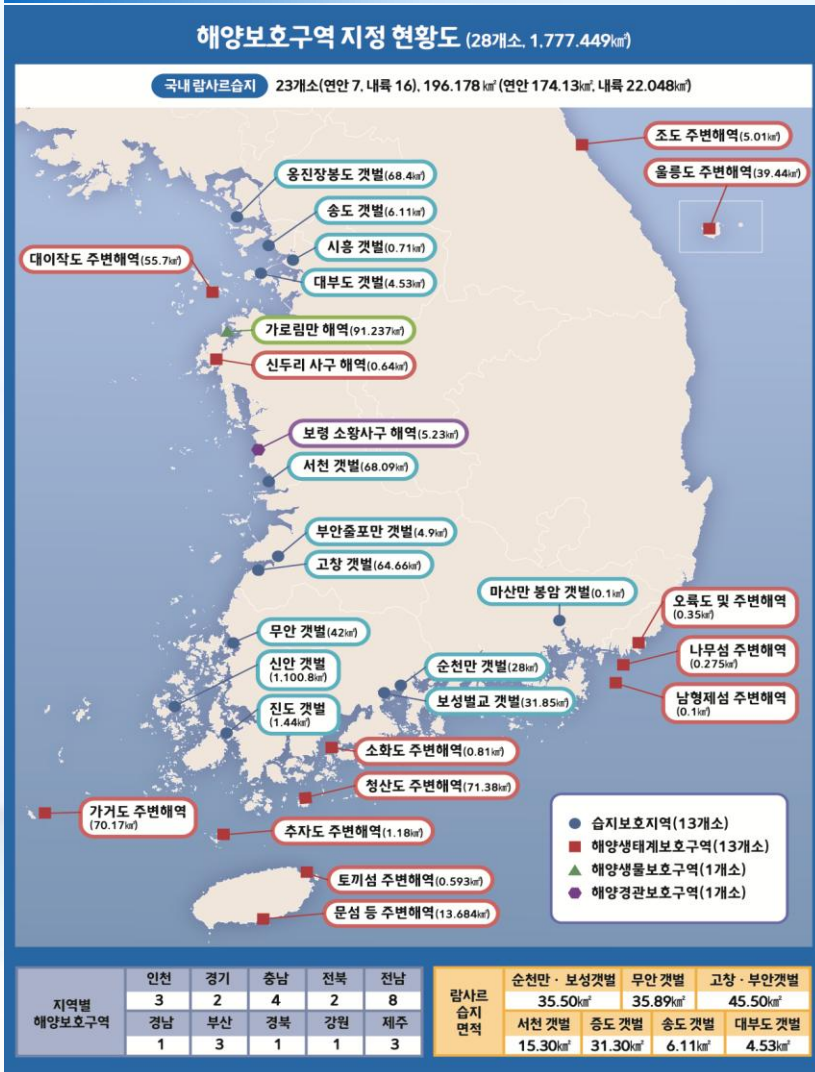 해양보호구역 지정 현황도 (28개소, 1.777.449㎢)
국내 람사르습지 23개소(연안 7, 내륙 16), 196.178 ㎢ (연안 174.13㎢, 내륙 22.048㎢)
조도 주변해역(5.01㎢)
울릉도 주변해역(39.44㎢)
옹진장봉도 갯벌(68.4㎢)
송도 갯벌(6.11㎢)
시흥 갯벌(0.71㎢)
대부도 갯벌(4.53㎢)
대이작도 주변해역(55.7㎢)
가로림만 해역(91.237㎢)
신두리 사구 해역(0.64㎢)
보령 소황사구 해역(5.23㎢)
서천 갯벌(68.09㎢)
부안줄포만 갯벌(4.9㎢)
고창 갯벌(64.66㎢)
마산만 봉암 갯벌(0.1㎢)
오륙도 및 주변해역
(0.35㎢)
나무섬 주변해역
(0.275㎢)
남형제섬 주변해역
(0.1㎢)
무안 갯벌(42㎢)
신안 갯벌
(1.100.8㎢)
진도 갯벌
(1.44㎢)
순천만 갯벌(28㎢)
보성벌교 갯벌(31.85㎢)
소화도 주변해역(0.81㎢)
청산도 주변해역(71.38㎢)
가거도 주변해역
(70.17㎢)
추자도 주변해역(1.18㎢)
토끼섬 주변해역(0.593㎢)
문섬 등 주변해역(13.684㎢)
습지보호지역(13개소)
해양생태계보호구역(13개소)
해양생물보호구역(1개소)
해양경관보호구역(1개소)
지역별
해양보호구역
인천 경기 충남 전북 전남
3 2 4 2 8
경남 부산 경북 강원 제주
1 3 1 1 3
람사르
습지
면적
순천만 · 보성갯벌 무안 갯벌 고창 · 부안갯벌
35.50㎢ 35.89㎢ 45.50㎢
서천 갯벌 증도 갯벌 송도 갯벌 대부도 갯벌
15.30㎢ 31.30㎢ 6.11㎢ 4.53㎢